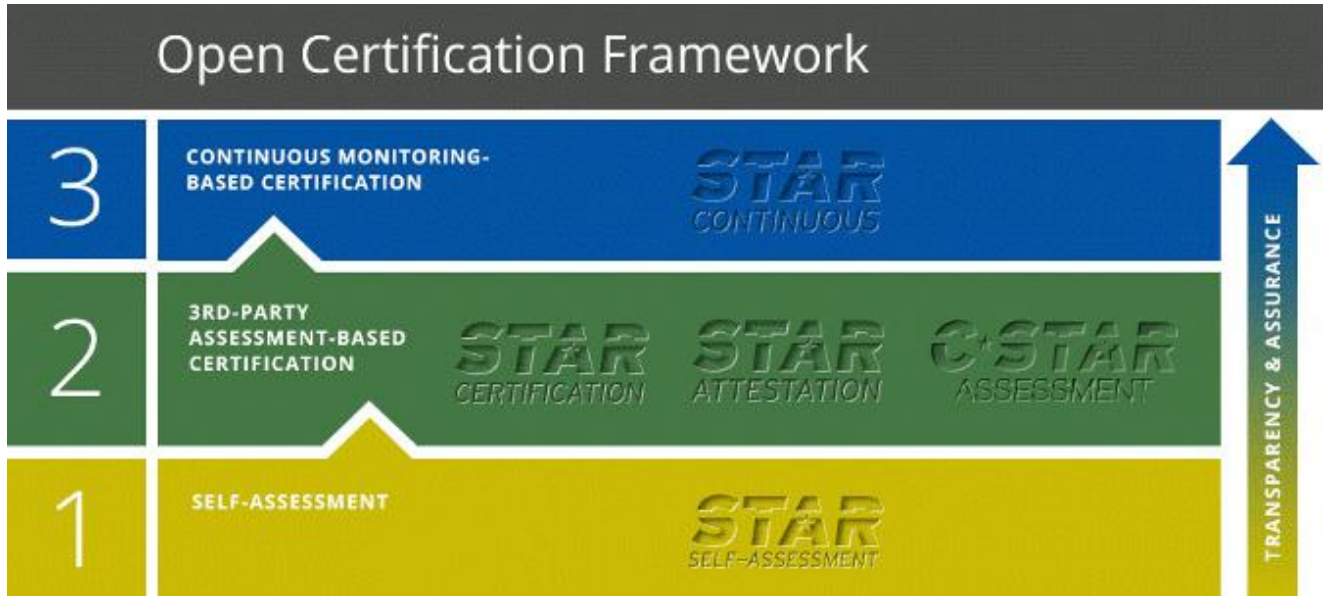 Open Certification Framework
3
CONTINUOUS MONITORING-
BASED CERTIFICATION
STAR
CONTINUOUS
2
3RD-PARTY
ASSESSMENT-BASED
CERTIFICATION
STAR
CERTIFICATION
STAR
ATTESTATION
C*STAR
ASSESSMENT
1
SELF-ASSESSMENT
STAR
SELF-ASSESSMENT
TRANSPARENCY & ASSURANCE